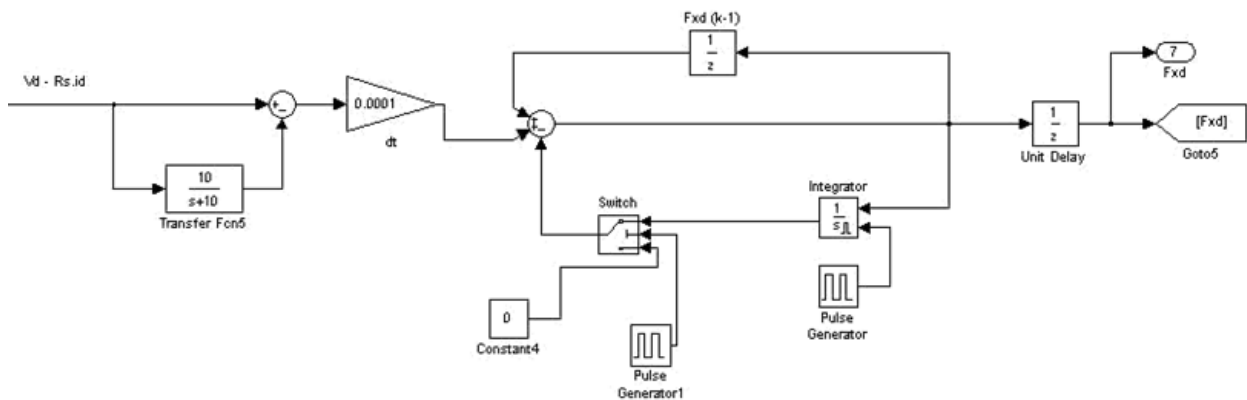 Fxd (k-1)
1
z
Vd - Rs.id
+
-
0.0001
dt
+
+
-
1
z
Unit Delay
7
Fxd
[Fxd]
Goto5
10
s+10
Transfer Fcn5
Switch
Integrator
1
s
0
Constant4
Pulse
Generator1
Pulse
Generator